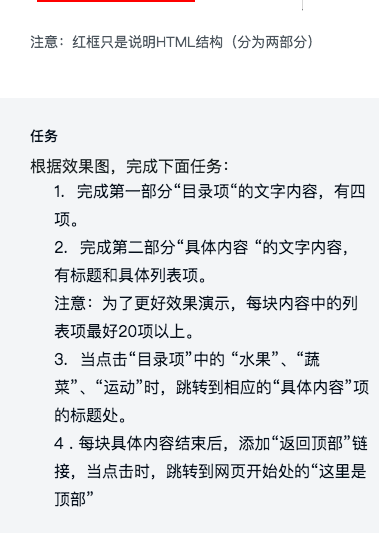 注意：红框只是说明HTML结构（分为两部分）
任务
根据效果图，完成下面任务：
1. 完成第一部分“目录项“的文字内容，有四
项。
2. 完成第二部分“具体内容 “的文字内容，
有标题和具体列表项。
注意：为了更好效果演示，每块内容中的列
表项最好20项以上。
3. 当点击“目录项”中的 “水果”、“蔬
菜”、“运动”时，跳转到相应的“具体内容”项
的标题处。
4 . 每块具体内容结束后，添加“返回顶部”链
接，当点击时，跳转到网页开始处的“这里是
顶部”